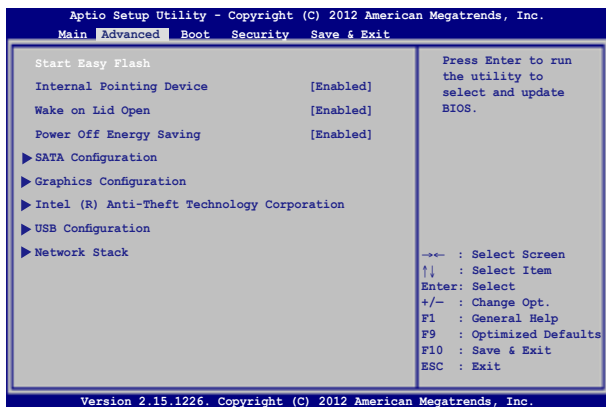 Aptio Setup Utility - Copyright (C) 2012 American Megatrends, Inc.
Main Advanced Boot Security Save & Exit
Start Easy Flash
Internal Pointing Device [Enabled]
Wake on Lid Open [Enabled]
Power Off Energy Saving [Enabled]
SATA Configuration
Graphics Configuration
Intel (R) Anti-Theft Technology Corporation
USB Configuration
Network Stack
Press Enter to run
the utility to
select and update
BIOS.
→← : Select Screen
↑↓ : Select Item
Enter: Select
+/— : Change Opt.
F1 : General Help
F9 : Optimized Defaults
F10 : Save & Exit
ESC : Exit
Version 2.15.1226. Copyright (C) 2012 American Megatrends, Inc.